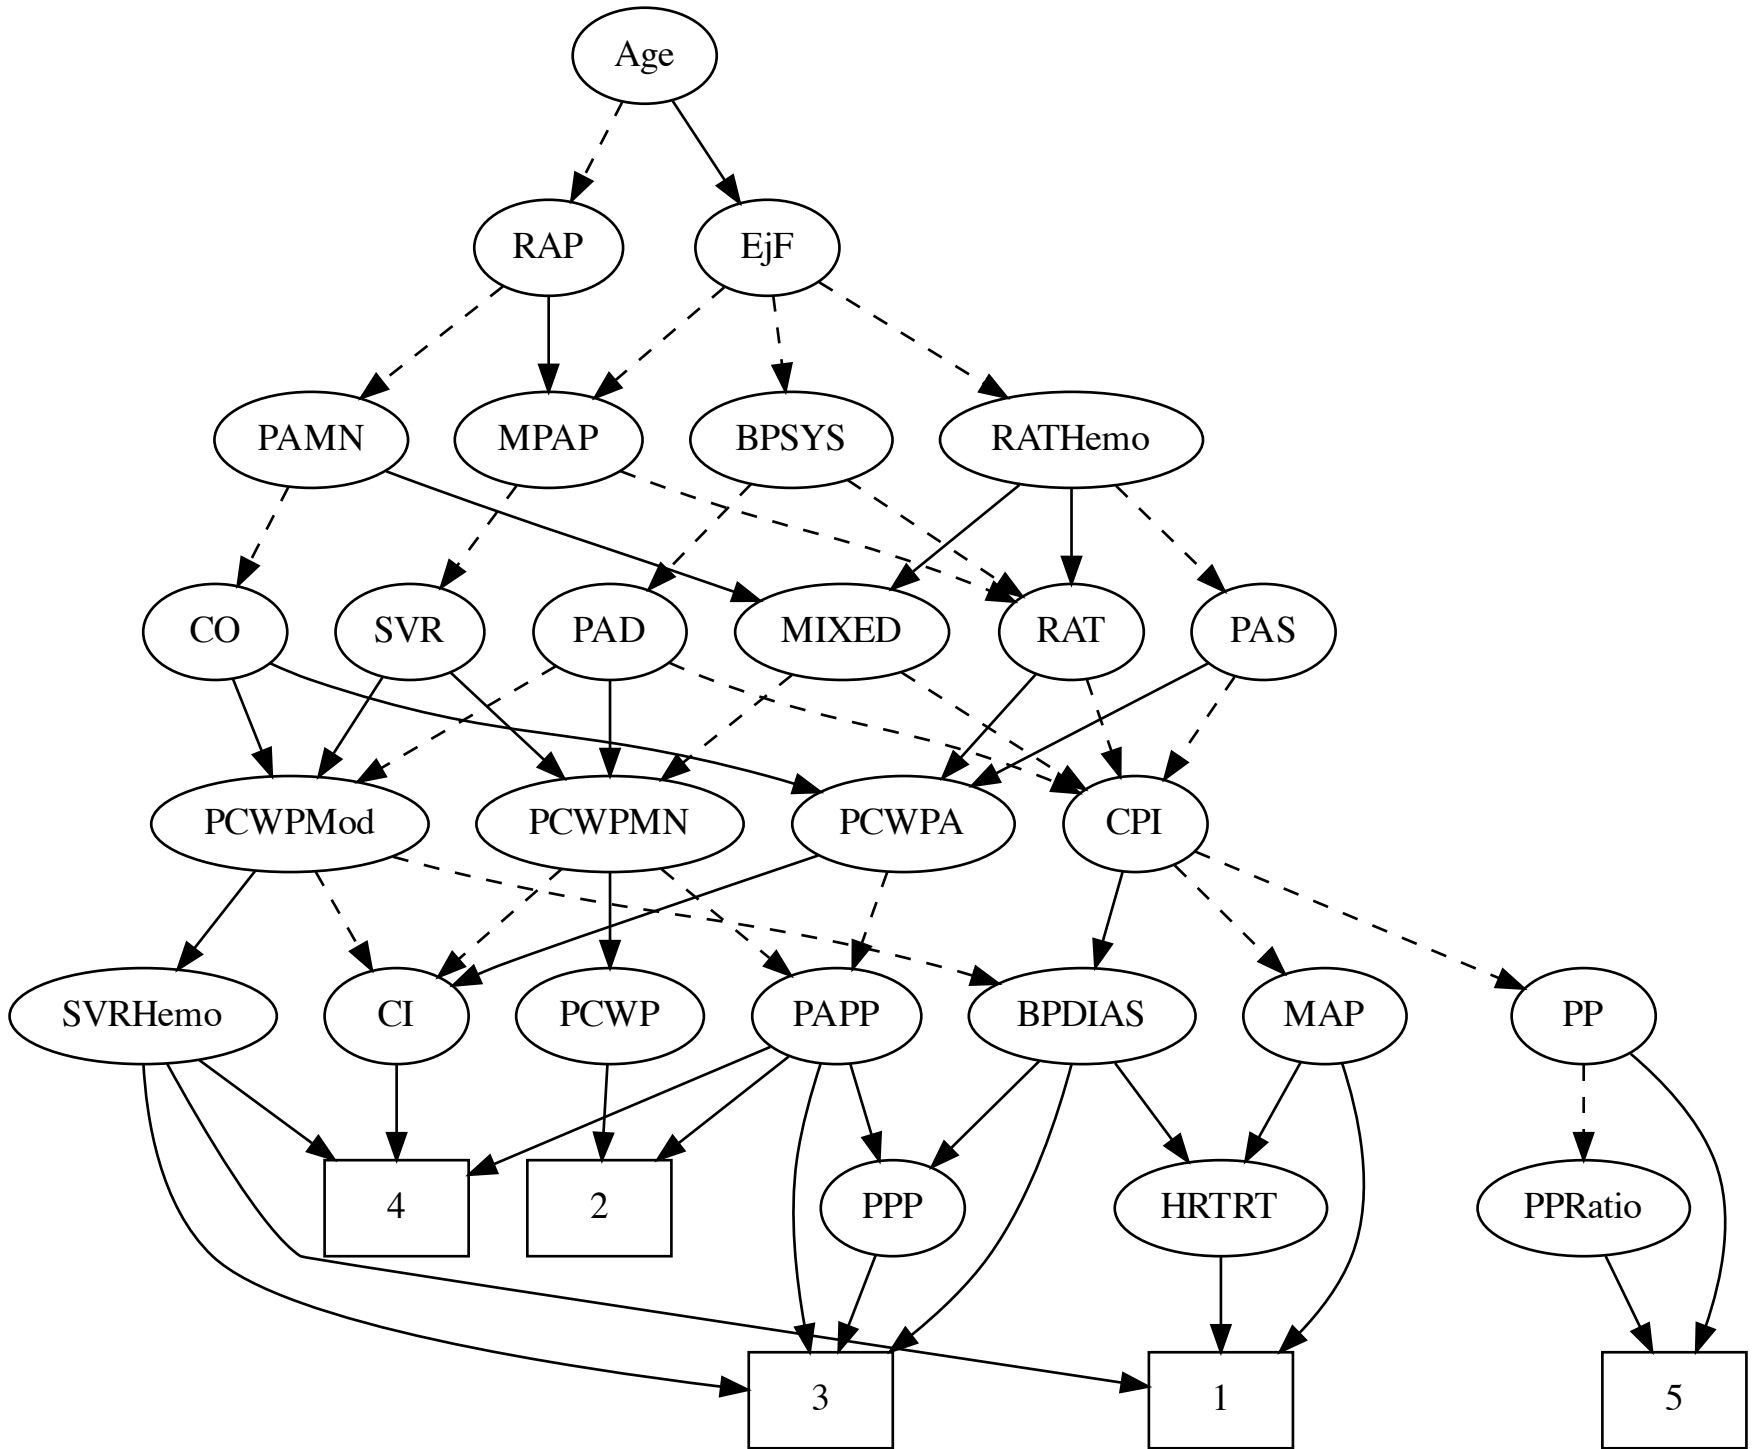 Age
RAP
EjF
PAMN
MPAP
BPSYS
RATHemo
CO
SVR
PAD
MIXED
RAT
PAS
PCWPMod
PCWPMN
PCWPA
CPI
SVRHemo
CI
PCWP
PAPP
BPDIAS
MAP
PP
4
2
PPP
HRTRT
PPRatio
3
1
5